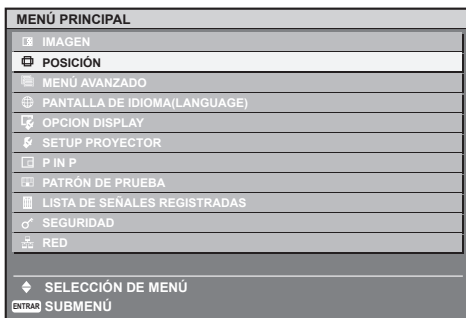 MENÚ PRINCIPAL
IMAGEN
POSICIÓN
MENÚ AVANZADO
PANTALLA DE IDIOMA(LANGUAGE)
OPCION DISPLAY
SETUP PROYECTOR
P IN P
PATRÓN DE PRUEBA
LISTA DE SEÑALES REGISTRADAS
SEGURIDAD
RED
SELECCIÓN DE MENÚ
ENTRAR SUBMENÚ